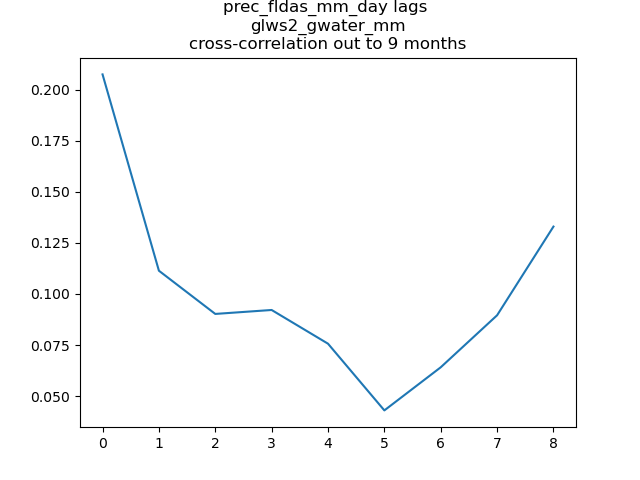 prec_fldas_mm_day lags
glws2_gwater_mm
cross-correlation out to 9 months
0.200
0.175
0.150
0.125
0.100
0.075
0.050
0 1 2 3 4 5 6 7 8